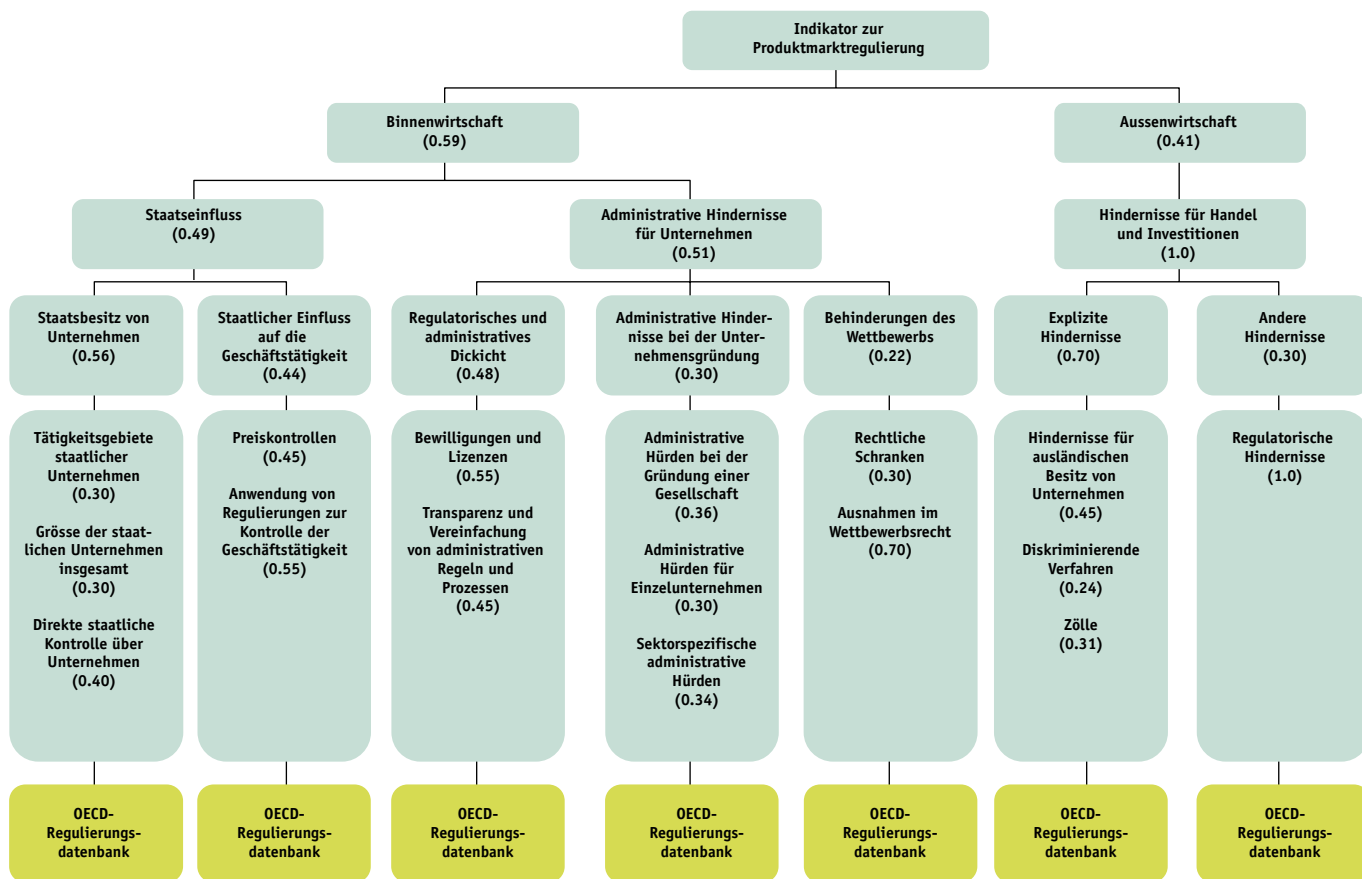 Indikator zur
Produktmarktregulierung
Binnenwirtschaft
(0.59)
Aussenwirtschaft
(0.41)
Staatseinfluss
(0.49)
Administrative Hindernisse
für Unternehmen
(0.51)
Hindernisse für Handel
und Investitionen
(1.0)
Staatsbesitz von
Unternehmen
(0.56)
Staatlicher Einfluss
auf die
Geschäftstätigkeit
(0.44)
Regulatorisches und
administratives
Dickicht
(0.48)
Administrative Hinder-
nisse bei der Unter-
nehmensgründung
(0.30)
Behinderungen des
Wettbewerbs
(0.22)
Explizite
Hindernisse
(0.70)
Andere
Hindernisse
(0.30)
Tätigkeitsgebiete
staatlicher
Unternehmen
(0.30)
Grösse der staat-
lichen Unternehmen
insgesamt
(0.30)
Direkte staatliche
Kontrolle über
Unternehmen
(0.40)
Preiskontrollen
(0.45)
Anwendung von
Regulierungen zur
Kontrolle der
Geschäftstätigkeit
(0.55)
Bewilligungen und
Lizenzen
(0.55)
Transparenz und
Vereinfachung
von administrativen
Regeln und
Prozessen
(0.45)
Administrative
Hürden bei der
Gründung einer
Gesellschaft
(0.36)
Administrative
Hürden für
Einzelunternehmen
(0.30)
Sektorspezifische
administrative
Hürden
(0.34)
Rechtliche
Schranken
(0.30)
Ausnahmen im
Wettbewerbsrecht
(0.70)
Hindernisse für
ausländischen
Besitz von
Unternehmen
(0.45)
Diskriminierende
Verfahren
(0.24)
Zölle
(0.31)
Regulatorische
Hindernisse
(1.0)
OECD-
Regulierungs-
datenbank
OECD-
Regulierungs-
datenbank
OECD-
Regulierungs-
datenbank
OECD-
Regulierungs-
datenbank
OECD-
Regulierungs-
datenbank
OECD-
Regulierungs-
datenbank
OECD-
Regulierungs-
datenbank